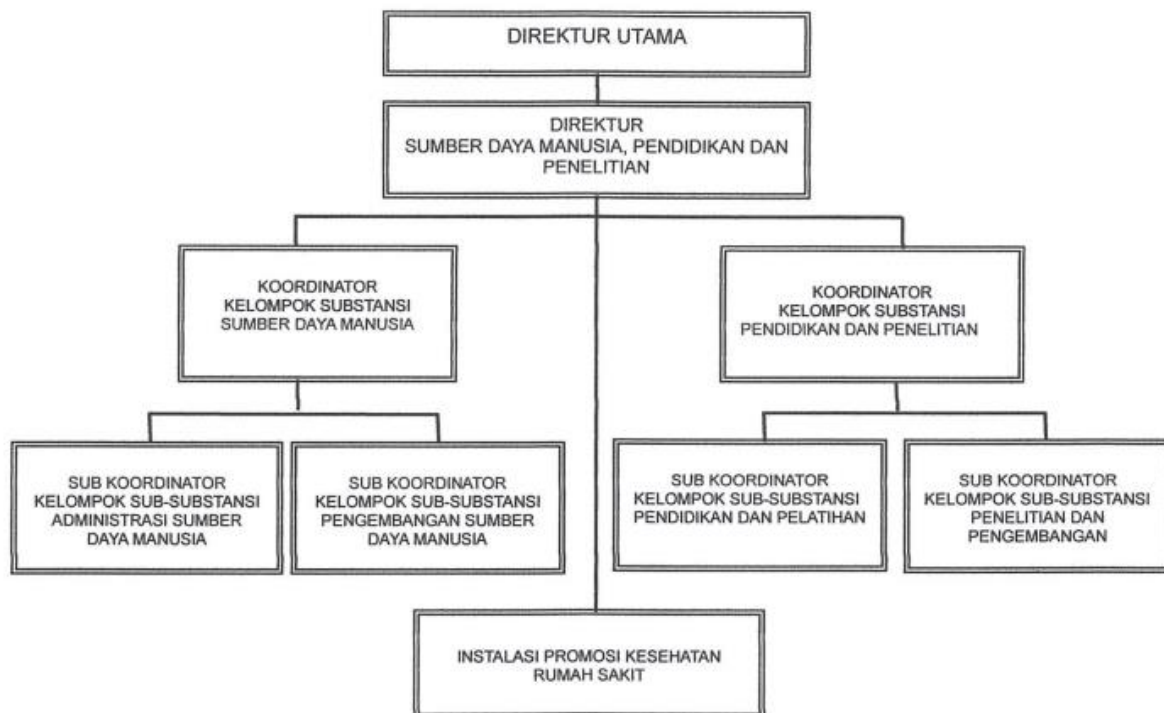 DIREKTUR UTAMA
DIREKTUR
SUMBER DAYA MANUSIA, PENDIDIKAN DAN
PENELITIAN
KOORDINATOR
KELOMPOK SUBSTANSI
SUMBER DAYA MANUSIA
KOORDINATOR
KELOMPOK SUBSTANSI
PENDIDIKAN DAN PENELITIAN
SUB KOORDINATOR
KELOMPOK SUB-SUBSTANSI
ADMINISTRASI SUMBER
DAYA MANUSIA
SUB KOORDINATOR
KELOMPOK SUB-SUBSTANSI
PENGEMBANGAN SUMBER
DAYA MANUSIA
SUB KOORDINATOR
KELOMPOK SUB-SUBSTANSI
PENDIDIKAN DAN PELATIHAN
SUB KOORDINATOR
KELOMPOK SUB-SUBSTANSI
PENELITIAN DAN
PENGEMBANGAN
INSTALASI PROMOSI KESEHATAN
RUMAH SAKIT